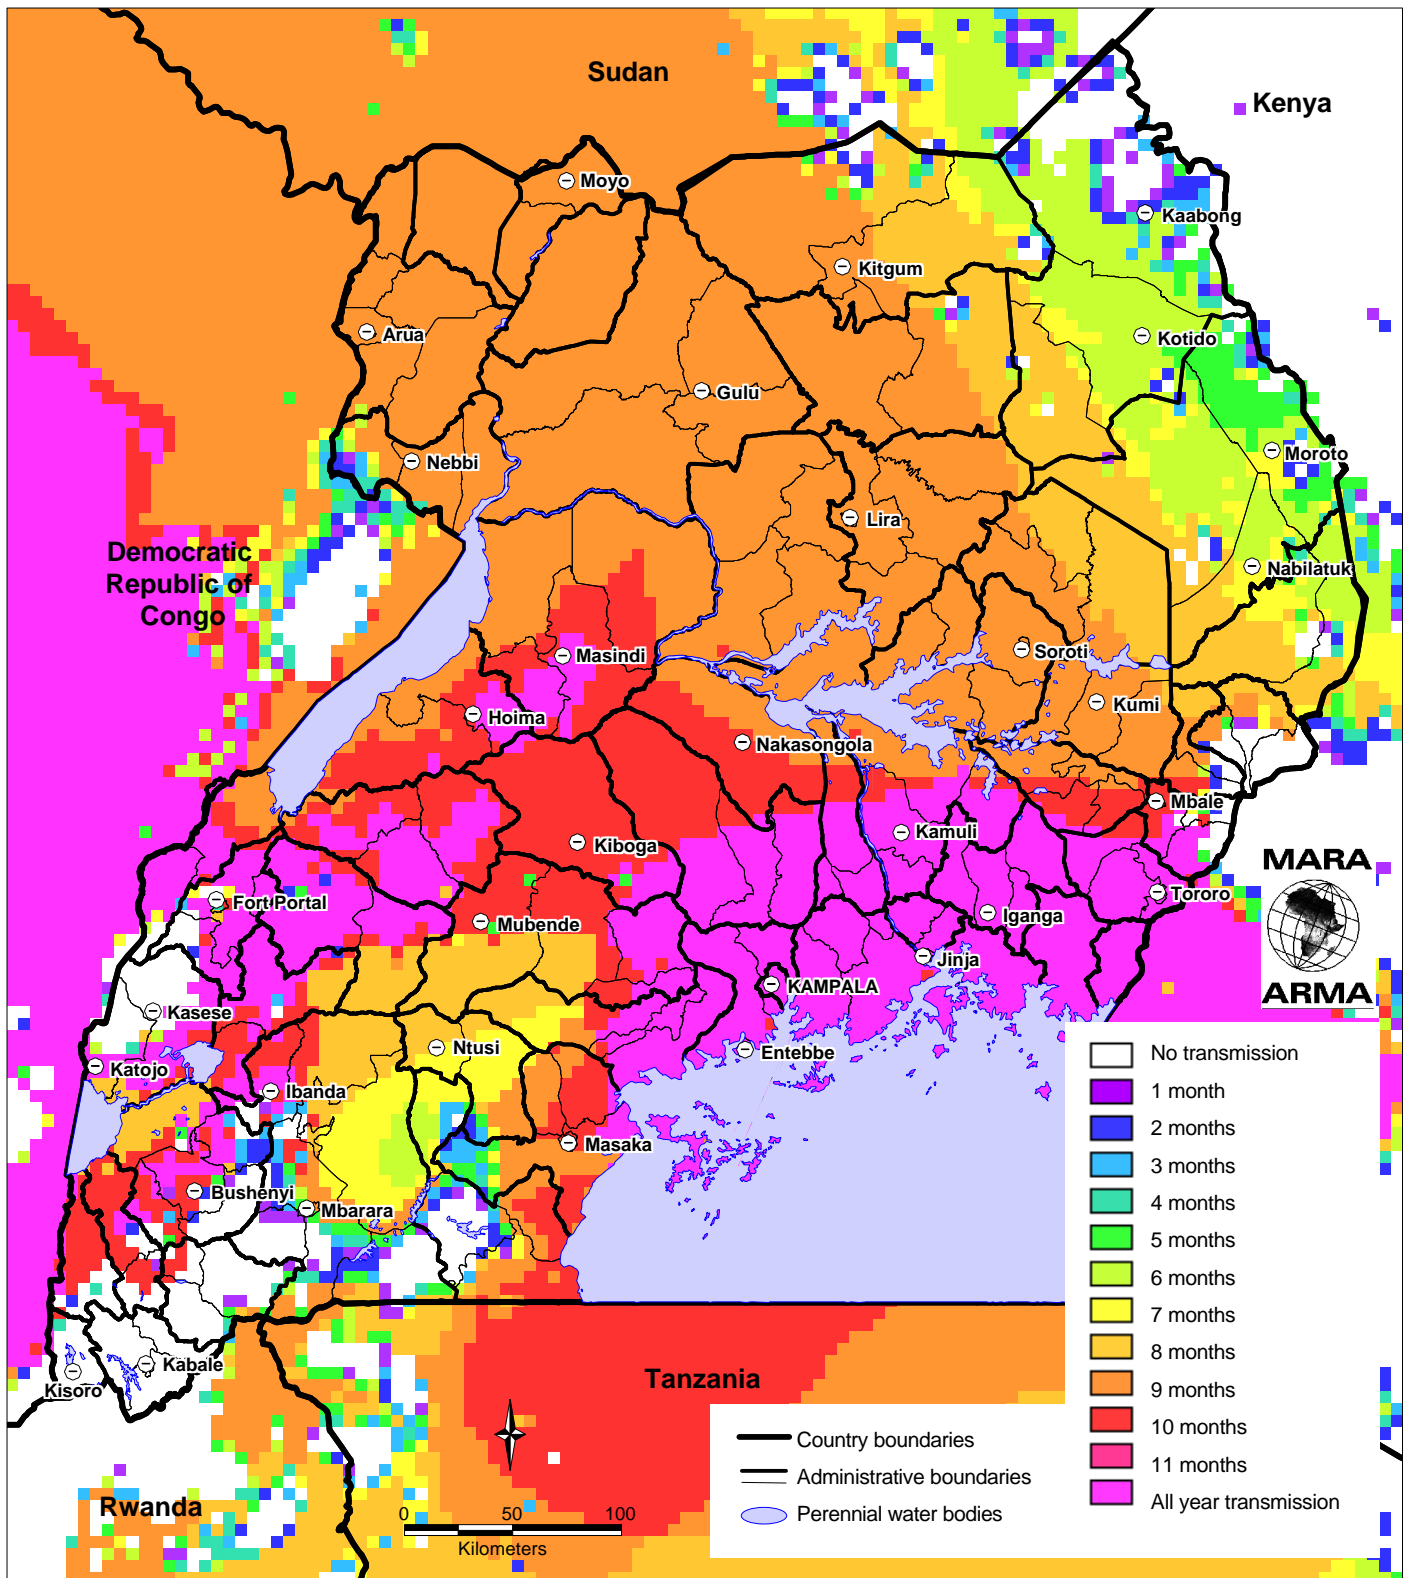 Sudan
Kenya
Moyo
Kaabong
Kitgum
Arua
Kotido
Gulu
Moroto
Nebbi
Lira
Democratic
Republic of
Congo
Nabilatuk
Masindi
Soroti
Hoima
Kumi
Nakasongola
Mbale
Kamuli
Kiboga
MARA
Fort Portal
Tororo
Iganga
Mubende
Jinja
KAMPALA
ARMA
Kasese
Ntusi
Entebbe
Katojo
Ibanda
Masaka
Bushenyi
Mbarara
Kabale
Kisoro
Tanzania
Rwanda
No transmission
1 month
2 months
3 months
4 months
5 months
6 months
7 months
8 months
9 months
10 months
11 months
All year transmission
Country boundaries
Administrative boundaries
Perennial water bodies
0 50 100
Kilometers